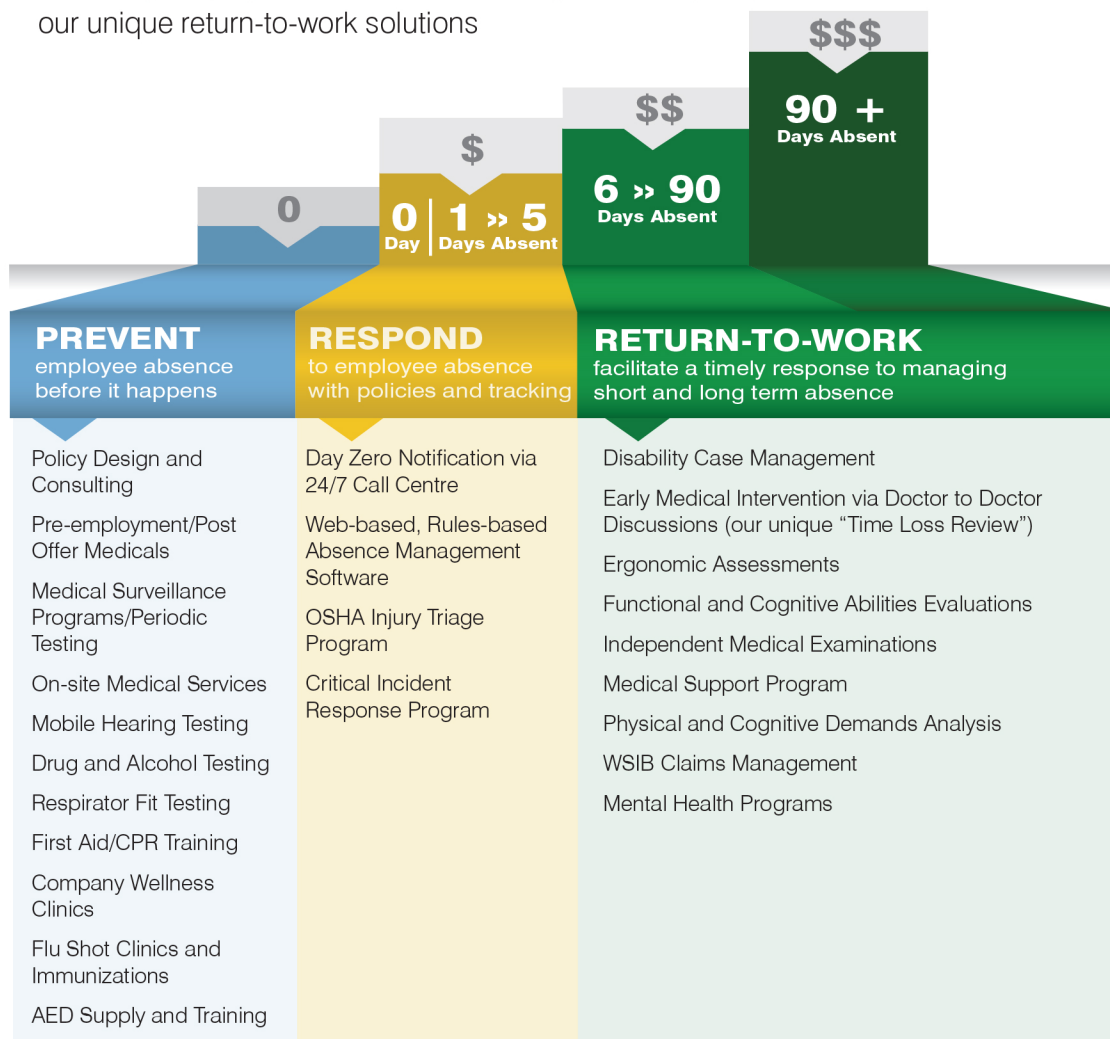 our unique return-to-work solutions
0
$
0
Day
1 » 5
Days Absent
$$
6 » 90
Days Absent
$$$
90 +
Days Absent
PREVENT
employee absence
before it happens
RESPOND
to employee absence
with policies and tracking
RETURN-TO-WORK
facilitate a timely response to managing
short and long term absence
Policy Design and
Consulting
Pre-employment/Post
Offer Medicals
Medical Surveillance
Programs/Periodic
Testing
On-site Medical Services
Mobile Hearing Testing
Drug and Alcohol Testing
Respirator Fit Testing
First Aid/CPR Training
Company Wellness
Clinics
Flu Shot Clinics and
Immunizations
AED Supply and Training
Day Zero Notification via
24/7 Call Centre
Web-based, Rules-based
Absence Management
Software
OSHA Injury Triage
Program
Critical Incident
Response Program
Disability Case Management
Early Medical Intervention via Doctor to Doctor
Discussions (our unique “Time Loss Review”)
Ergonomic Assessments
Functional and Cognitive Abilities Evaluations
Independent Medical Examinations
Medical Support Program
Physical and Cognitive Demands Analysis
WSIB Claims Management
Mental Health Programs